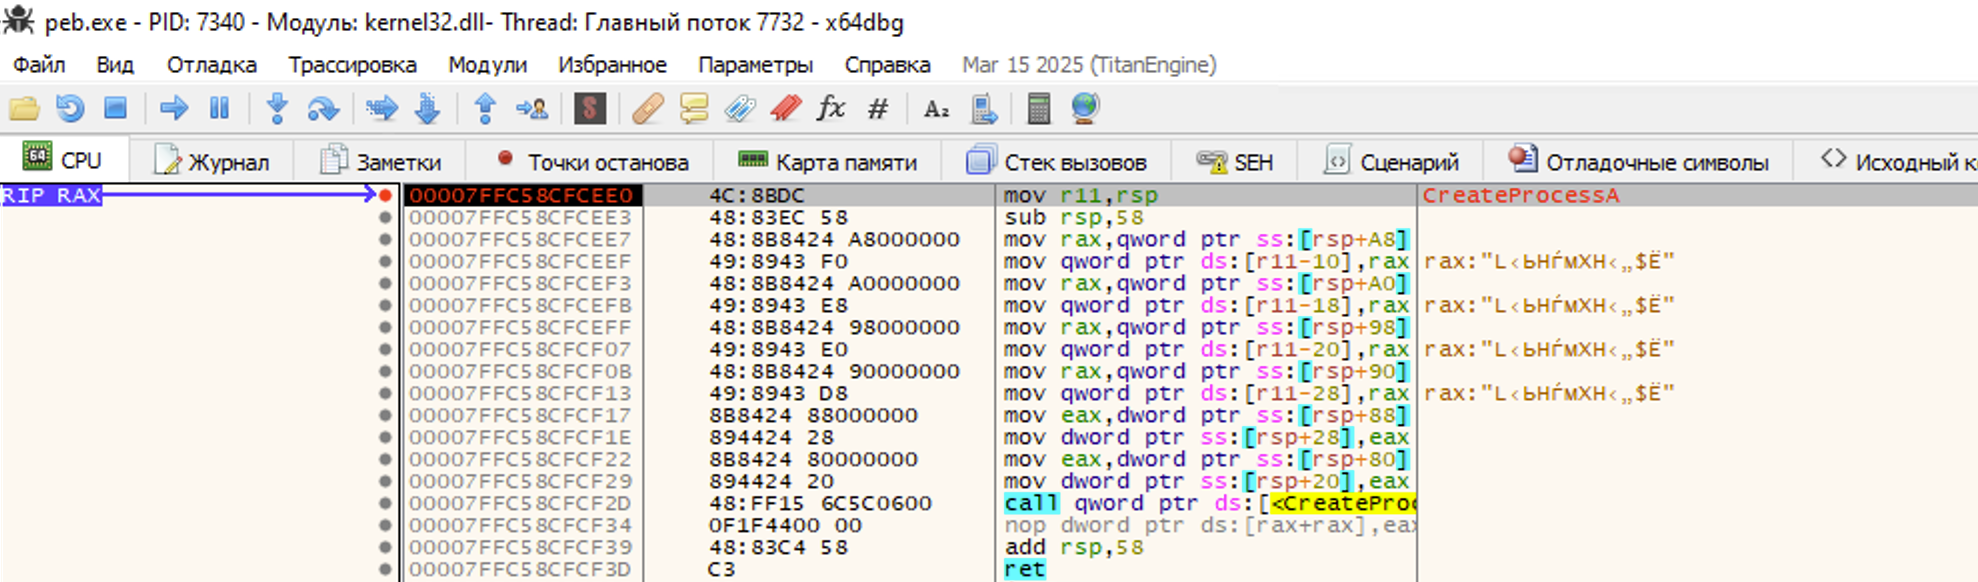 peb.exe - PID: 7340 - Модуль: kernel32.dll- Thread: Главный поток 7732 - x64dbg
Файл Вид Отладка Трассировка Модули Избранное Параметры Справка Mar 15 2025 (TitanEngine)
CPU Журнал Заметки Точки останова Карта памяти Стек вызовов SEH Сценарий Отладочные символы Исходный к
RIP RAX 00007FFC58CFCEE0 4C:8BDC mov r11,rsp CreateProcessA
00007FFC58CFCEE3 48:83EC 58 sub rsp,58
00007FFC58CFCEE7 48:8B8424 A8000000 mov rax,qword ptr ss:[rsp+A8]
00007FFC58CFCEEF 49:8943 F0 mov qword ptr ds:[r11-10],rax rax:"L‹ЬHѓмXH‹„$Ё"
00007FFC58CFCEF3 48:8B8424 A0000000 mov rax,qword ptr ss:[rsp+A0]
00007FFC58CFCEFB 49:8943 E8 mov qword ptr ds:[r11-18],rax rax:"L‹ЬHѓмXH‹„$Ё"
00007FFC58CFCEFF 48:8B8424 98000000 mov rax,qword ptr ss:[rsp+98]
00007FFC58CFCF07 49:8943 E0 mov qword ptr ds:[r11-20],rax rax:"L‹ЬHѓмXH‹„$Ё"
00007FFC58CFCF0B 48:8B8424 90000000 mov rax,qword ptr ss:[rsp+90]
00007FFC58CFCF13 49:8943 D8 mov qword ptr ds:[r11-28],rax rax:"L‹ЬHѓмXH‹„$Ё"
00007FFC58CFCF17 8B8424 88000000 mov eax,dword ptr ss:[rsp+88]
00007FFC58CFCF1E 894424 28 mov dword ptr ss:[rsp+28],eax
00007FFC58CFCF22 8B8424 80000000 mov eax,dword ptr ss:[rsp+80]
00007FFC58CFCF29 894424 20 mov dword ptr ss:[rsp+20],eax
00007FFC58CFCF2D 48:FF15 6C5C0600 call qword ptr ds:[<CreateProc
00007FFC58CFCF34 0F1F4400 00 nop dword ptr ds:[rax+rax],eax
00007FFC58CFCF39 48:83C4 58 add rsp,58
00007FFC58CFCF3D C3 ret